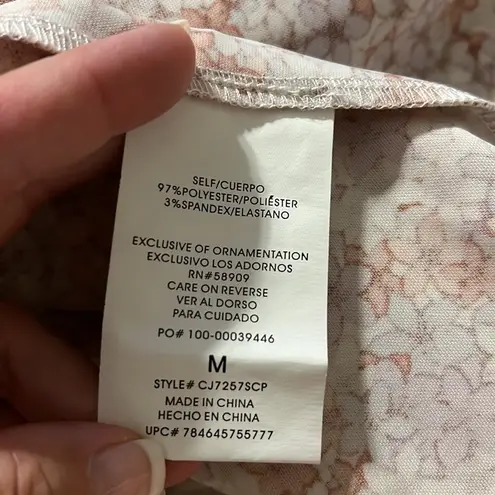 SELF/CUERPO
97%POLYESTER/POLIÉSTER
3%SPANDEX/ELASTANO
EXCLUSIVE OF ORNAMENTATION
EXCLUSIVO LOS ADORNOS
RN#58909
CARE ON REVERSE
VER AL DORSO
PARA CUIDADO
PO# 100-00039446
M
STYLE# CJ7257SCP
MADE IN CHINA
HECHO EN CHINA
UPC# 784645755777